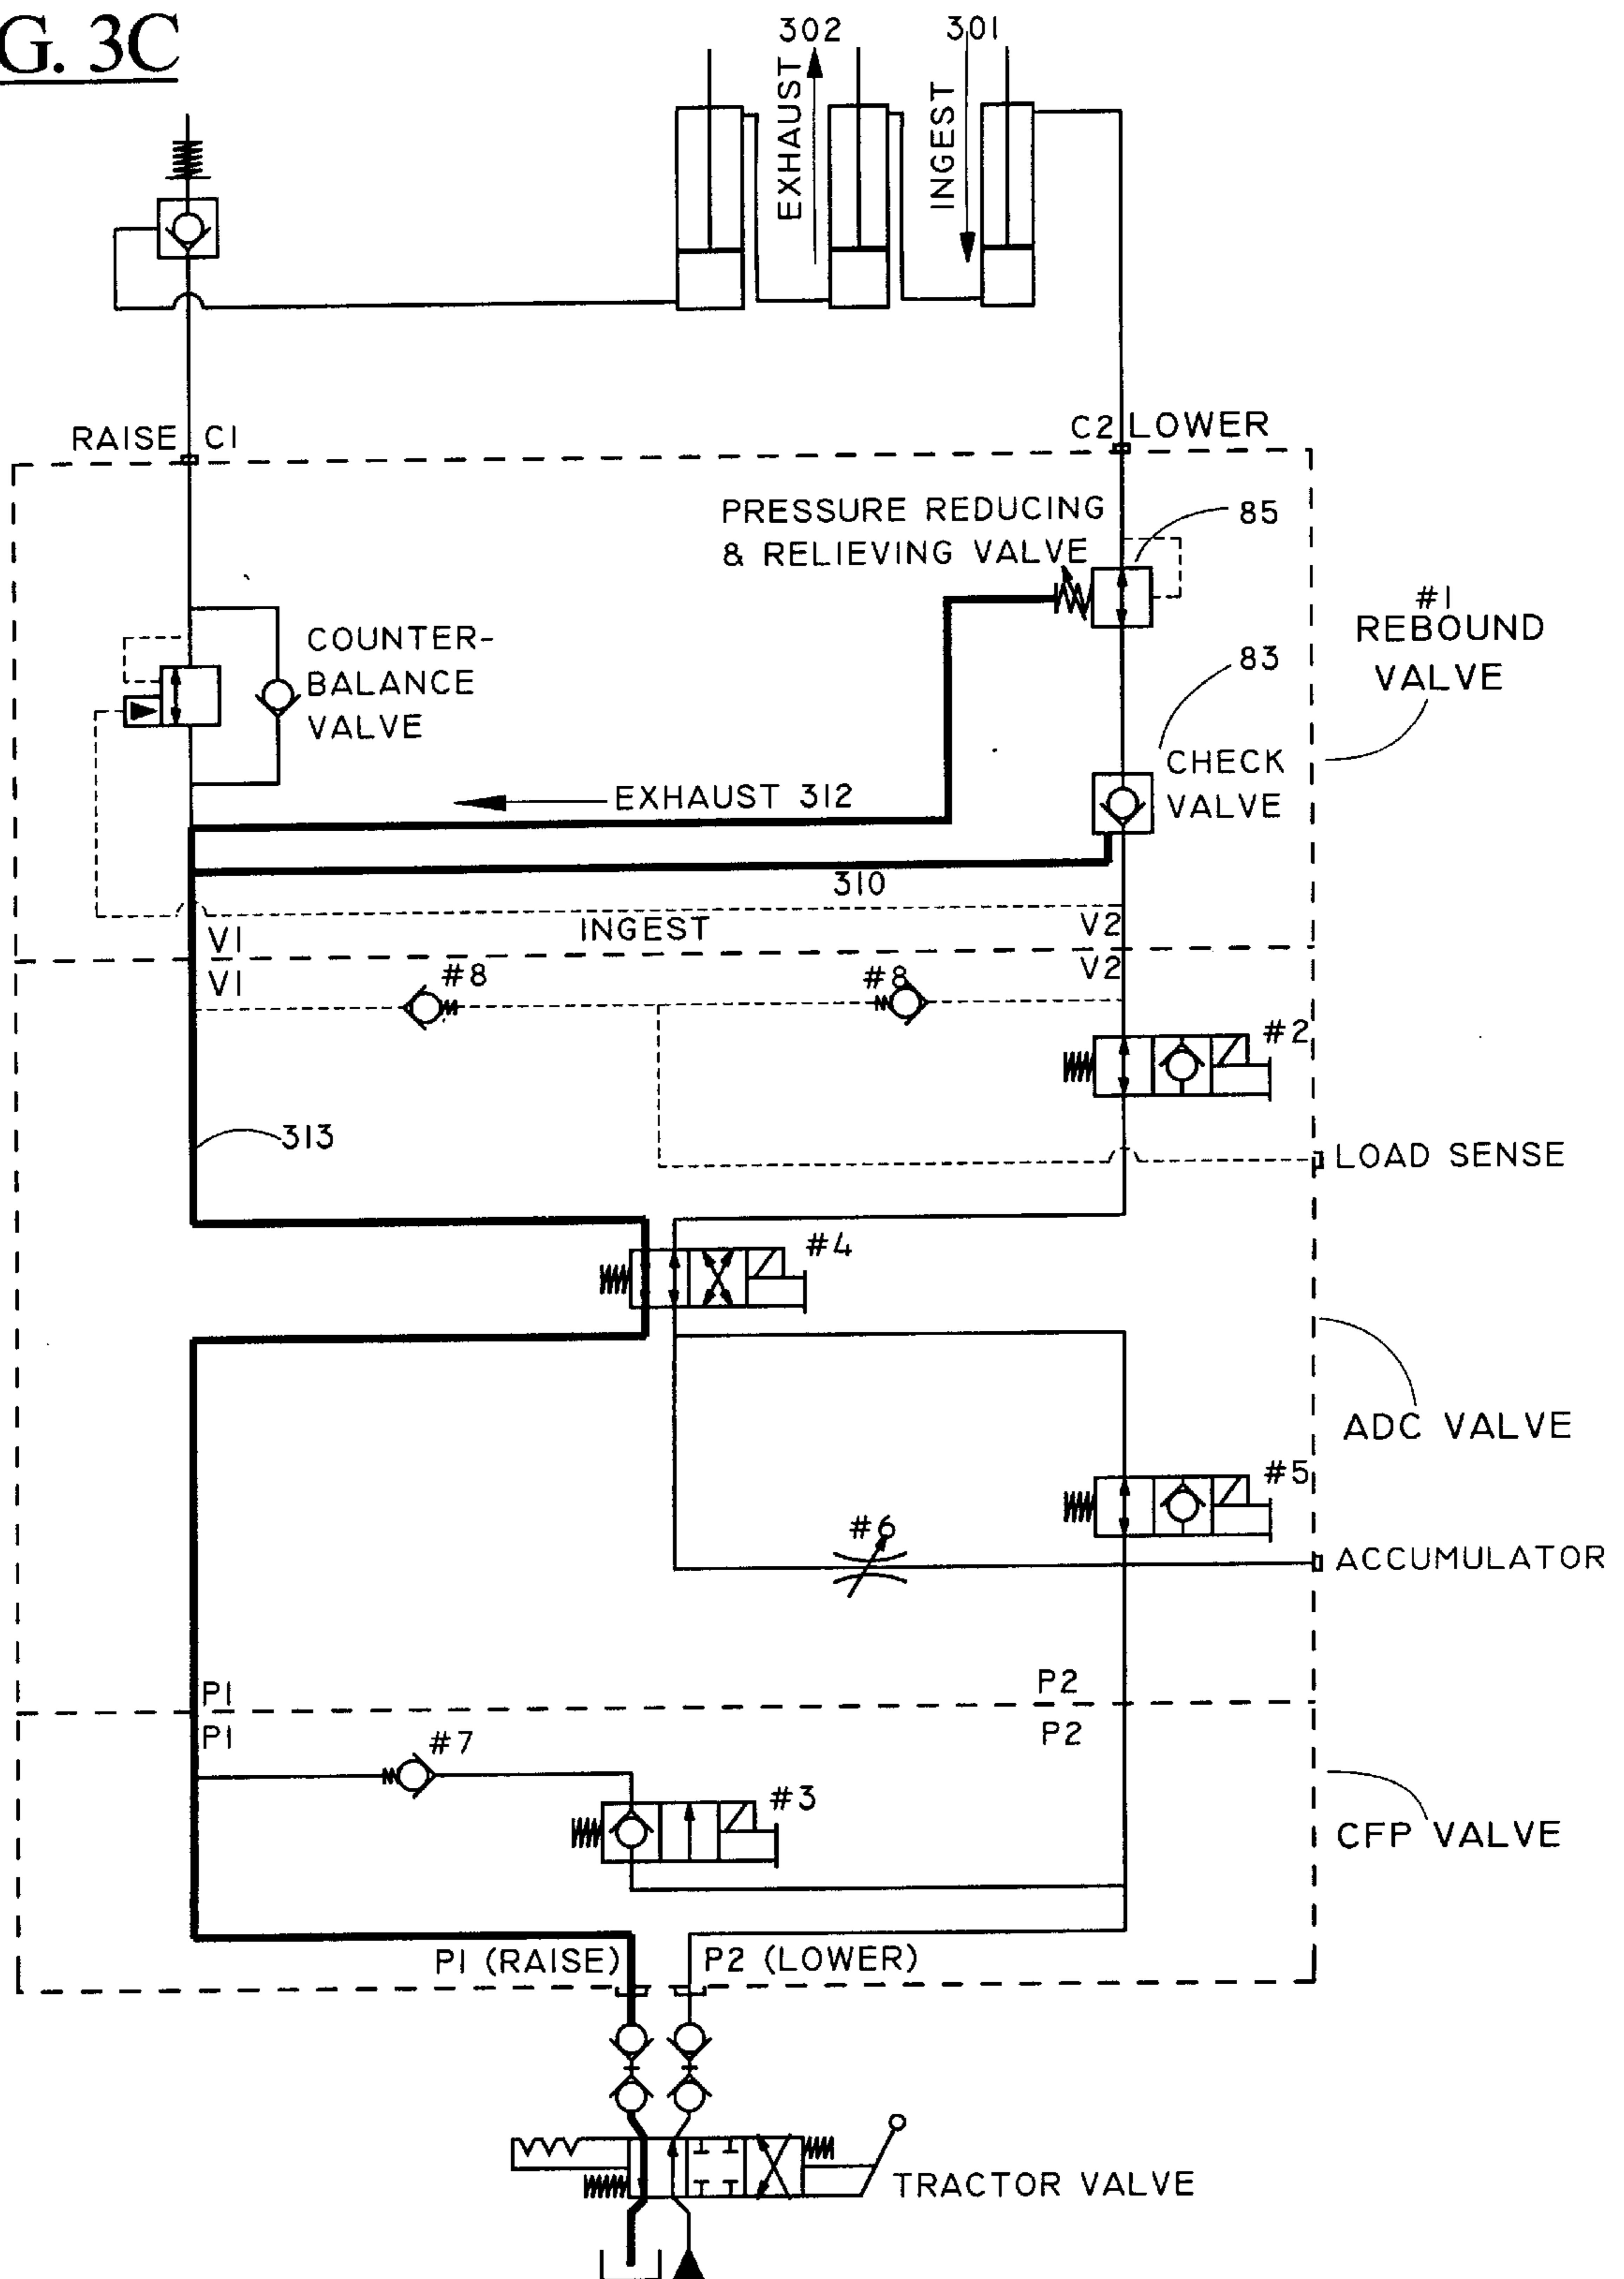 G. 3C
302
301
EXHAUST
INGEST
RAISE C1
C2 LOWER
PRESSURE REDUCING
& RELIEVING VALVE
85
#1
REBOUND
VALVE
COUNTER-
BALANCE
VALVE
83
CHECK
VALVE
EXHAUST 312
310
INGEST
V1
V2
V1
V2
#8
#8
#2
313
LOAD SENSE
#4
ADC VALVE
#5
#6
ACCUMULATOR
P1
P2
P1
P2
#7
#3
CFP VALVE
P1 (RAISE)
P2 (LOWER)
TRACTOR VALVE